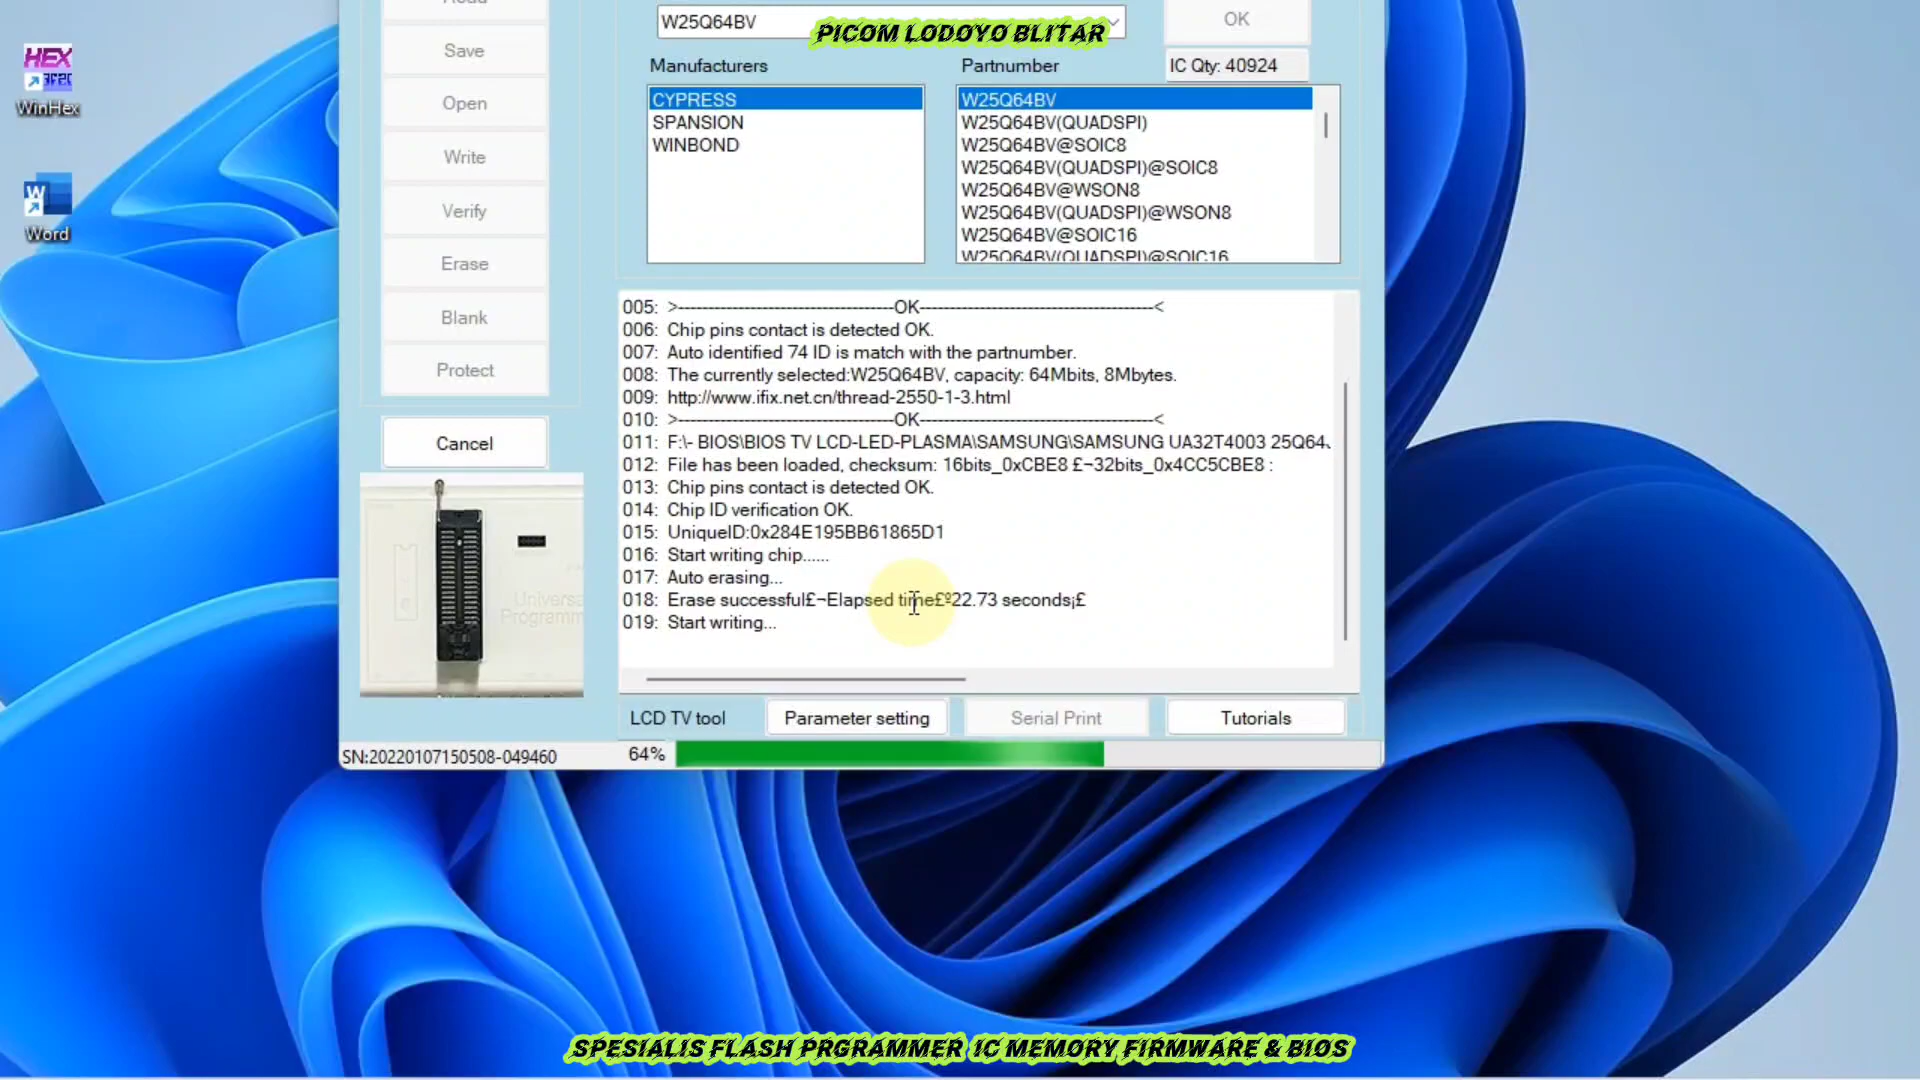 HEX
WinHex
W
Word
Save
Open
Write
Verify
Erase
Blank
Protect
Cancel
W25Q64BV
PICOM LODOYO BLITAR
OK
Manufacturers
Partnumber
IC Qty: 40924
CYPRESS
SPANSION
WINBOND
W25Q64BV
W25Q64BV(QUADSPI)
W25Q64BV@SOIC8
W25Q64BV(QUADSPI)@SOIC8
W25Q64BV@WSON8
W25Q64BV(QUADSPI)@WSON8
W25Q64BV@SOIC16
W25Q64BV(QUADSPI)@SOIC16
005: >-----------------------------------OK--------------------------------------<
006: Chip pins contact is detected OK.
007: Auto identified 74 ID is match with the partnumber.
008: The currently selected:W25Q64BV, capacity: 64Mbits, 8Mbytes.
009: http://www.ifix.net.cn/thread-2550-1-3.html
010: >-----------------------------------OK--------------------------------------<
011: F:\- BIOS\BIOS TV LCD-LED-PLASMA\SAMSUNG\SAMSUNG UA32T4003 25Q64.
012: File has been loaded, checksum: 16bits_0xCBE8 £¬32bits_0x4CC5CBE8 :
013: Chip pins contact is detected OK.
014: Chip ID verification OK.
015: UniqueID:0x284E195BB61865D1
016: Start writing chip......
017: Auto erasing...
018: Erase successful£¬Elapsed time£º22.73 seconds¡£
019: Start writing...
Universa
Programm
LCD TV tool
Parameter setting
Serial Print
Tutorials
SN:20220107150508-049460
64%
SPESIALIS FLASH PRGRAMMER IC MEMORY FIRMWARE & BIOS